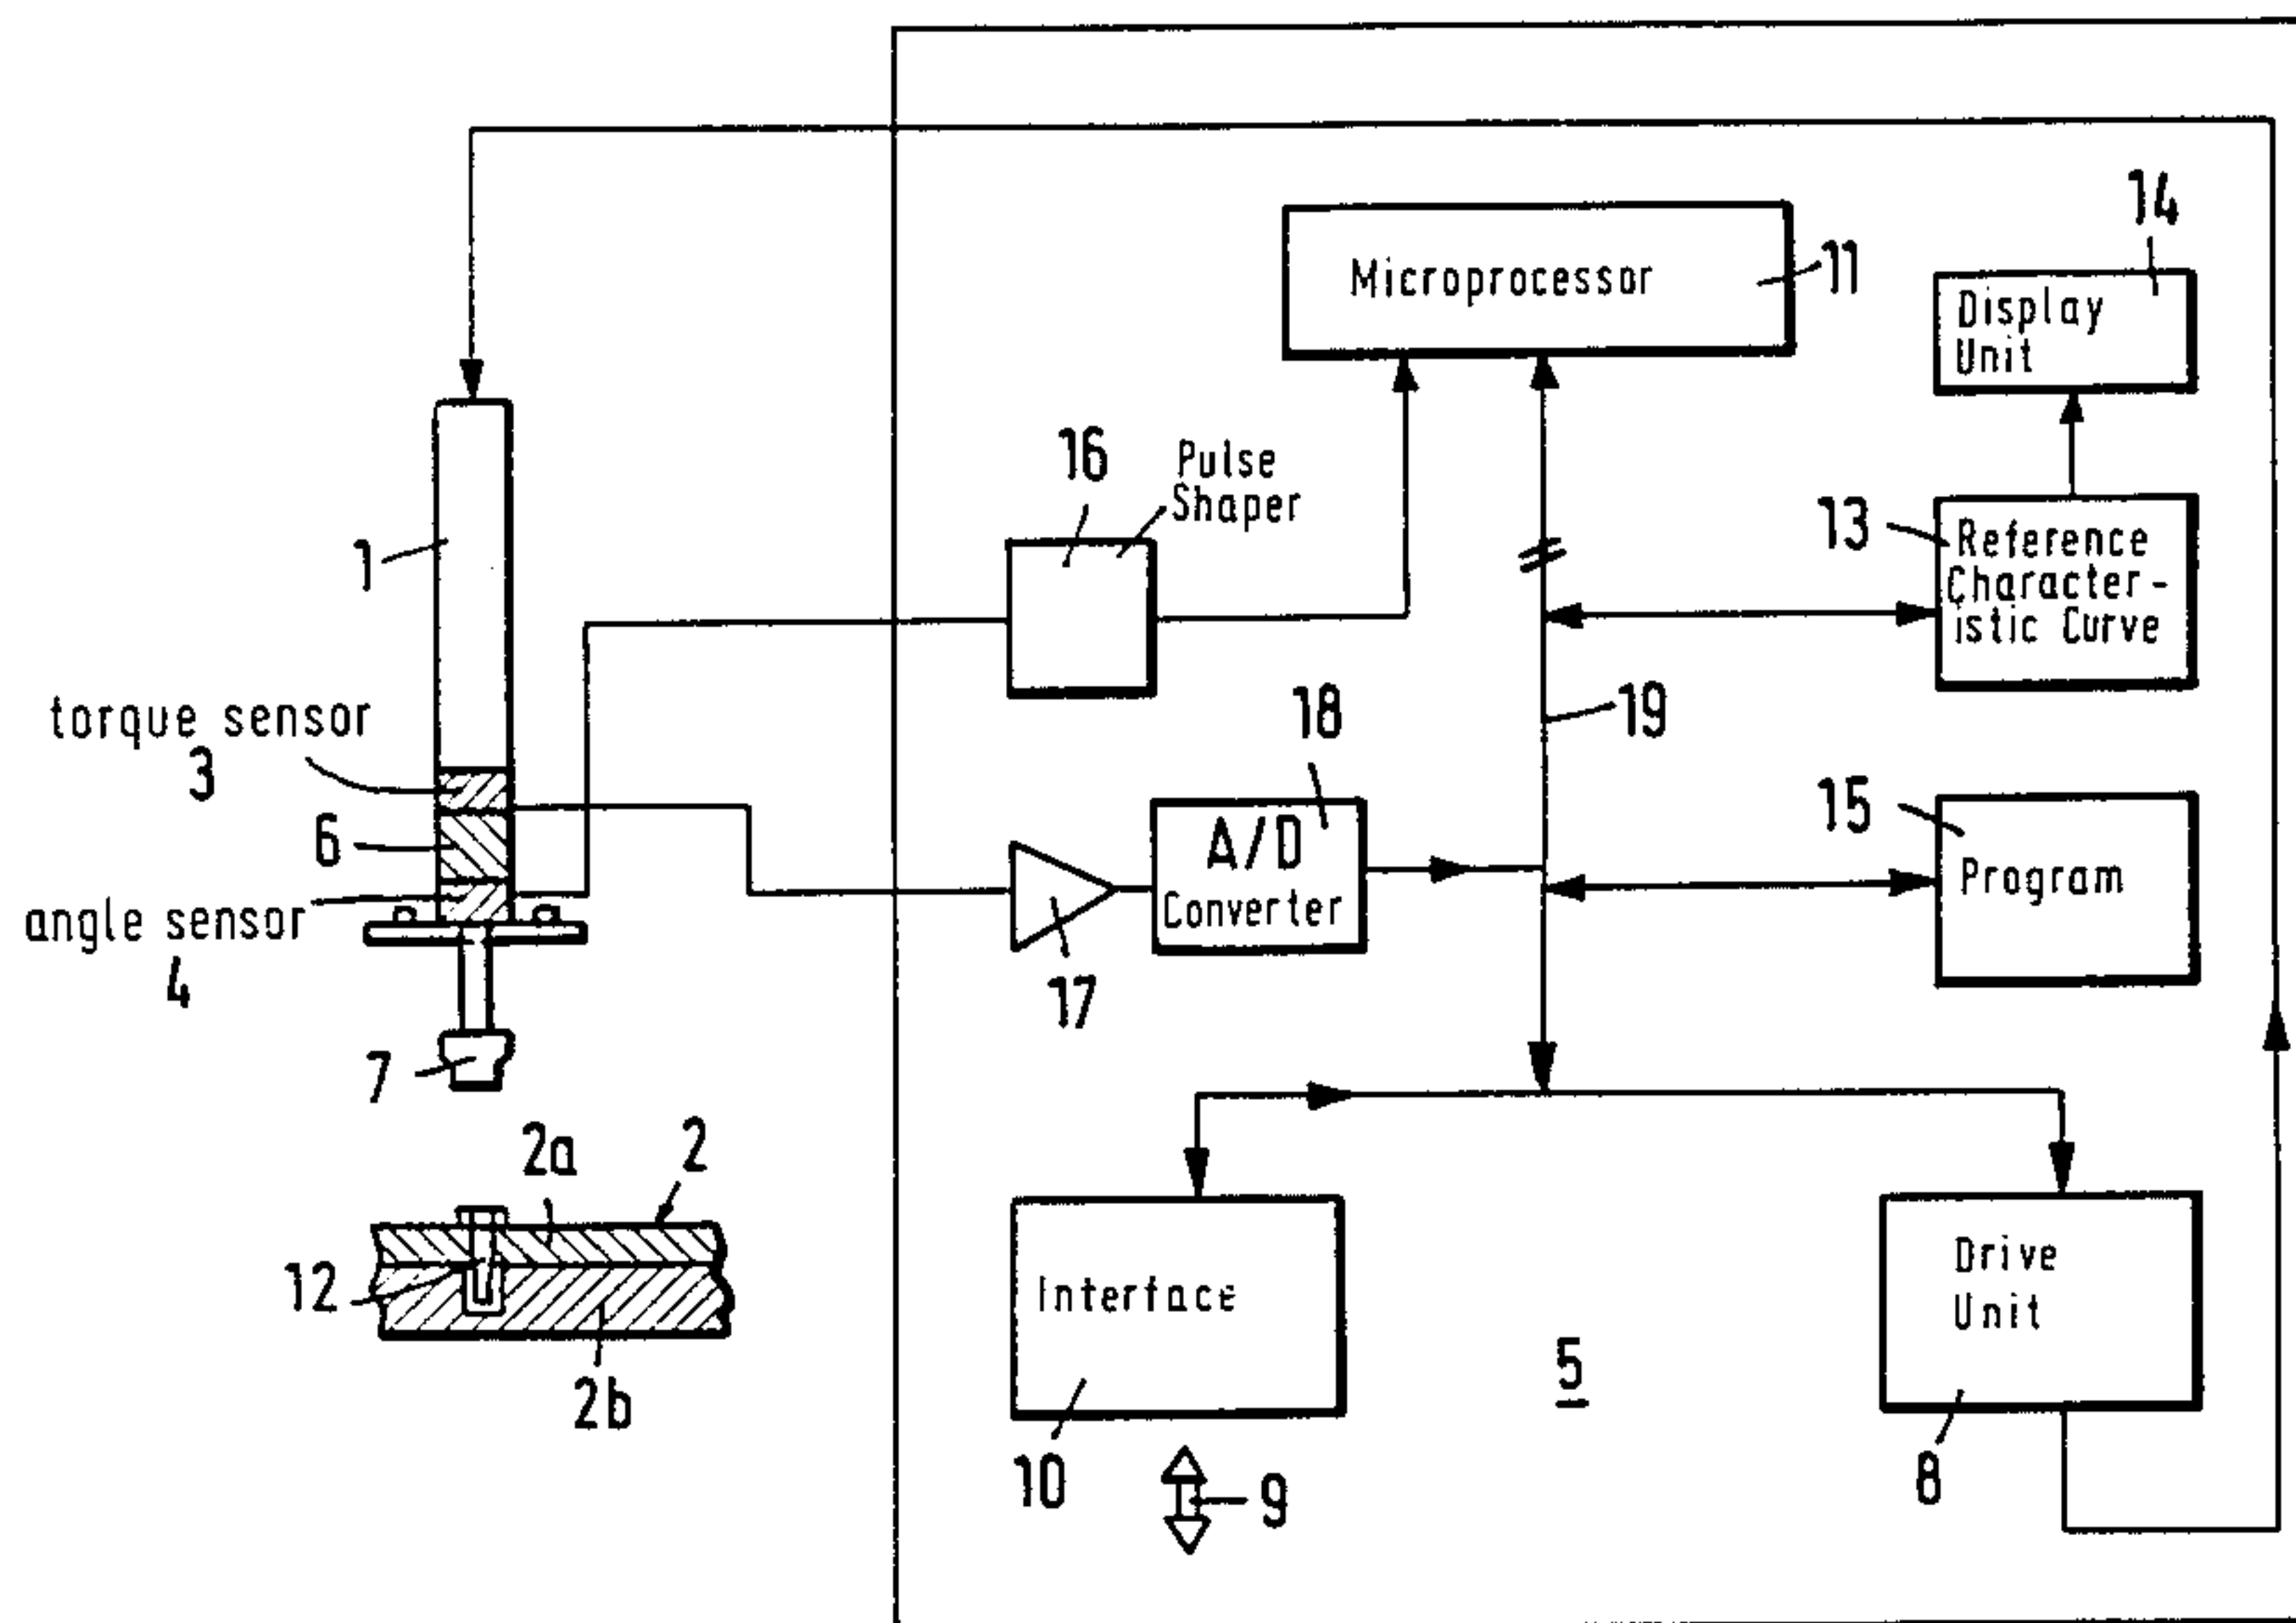 14
Microprocessor
11
Display
Unit
16
Pulse
Shaper
1
13
Reference
Character-
istic Curve
torque sensor
3
18
19
6
A/D
Converter
15
Program
angle sensor
4
17
7
2a
2
12
2b
Interface
Drive
Unit
5
10
9
8